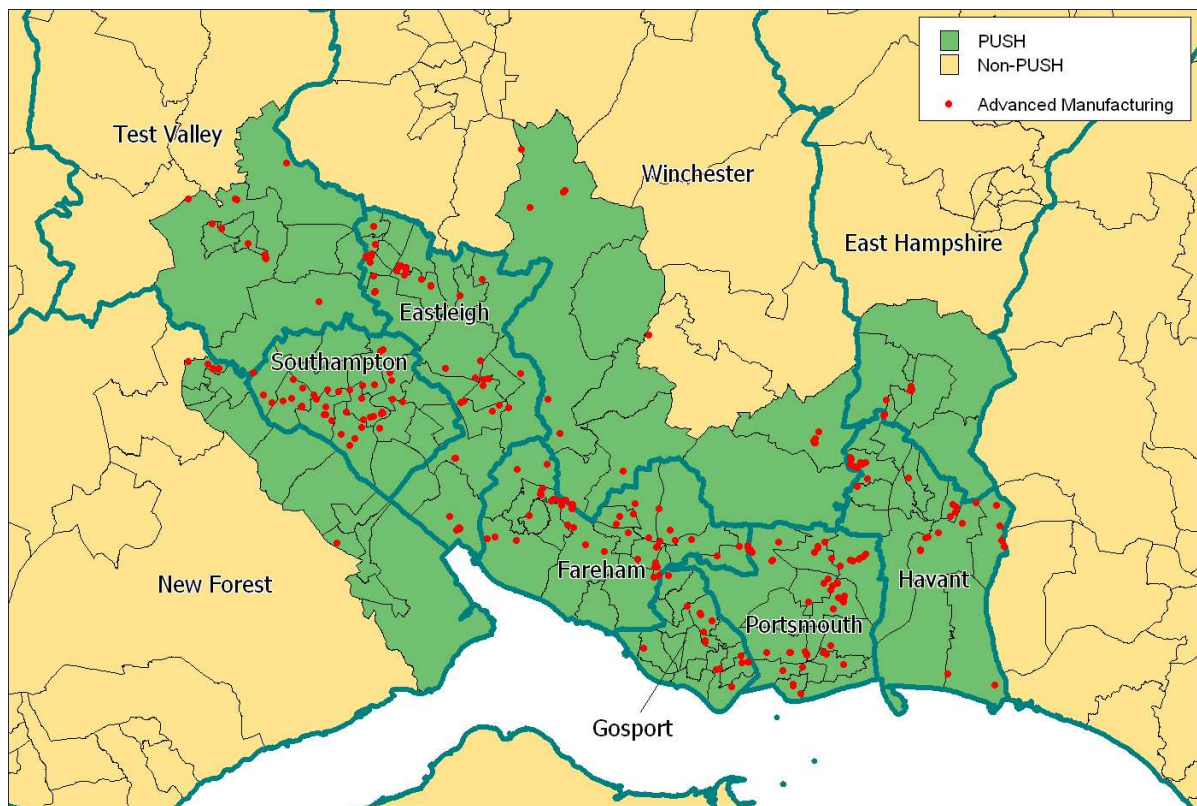 PUSH
Non-PUSH
Advanced Manufacturing
Test Valley
Winchester
East Hampshire
Eastleigh
Southampton
New Forest
Fareham
Havant
Portsmouth
Gosport